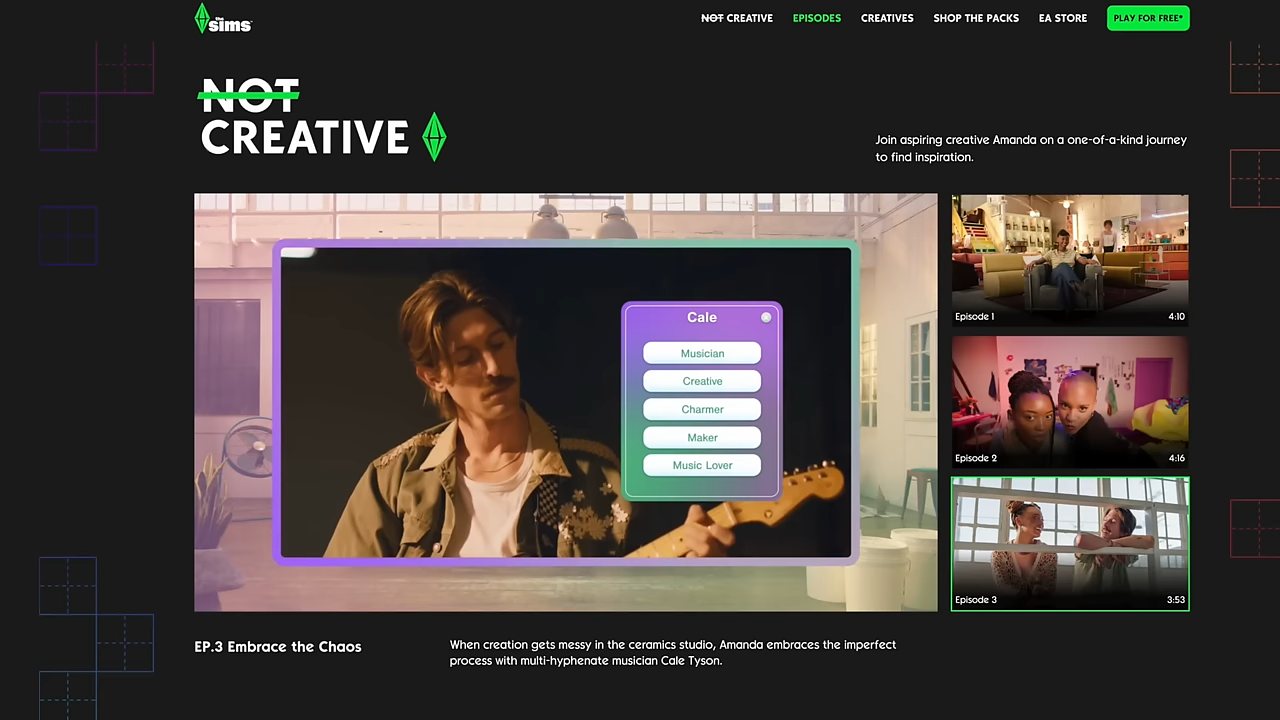 the
sims
NOT CREATIVE
EPISODES
CREATIVES
SHOP THE PACKS
EA STORE
PLAY FOR FREE*
NOT
CREATIVE
Join aspiring creative Amanda on a one-of-a-kind journey
to find inspiration.
Cale
Musician
Creative
Charmer
Maker
Music Lover
Episode 1
4:10
Episode 2
4:16
Episode 3
3:53
EP.3 Embrace the Chaos
When creation gets messy in the ceramics studio, Amanda embraces the imperfect
process with multi-hyphenate musician Cale Tyson.